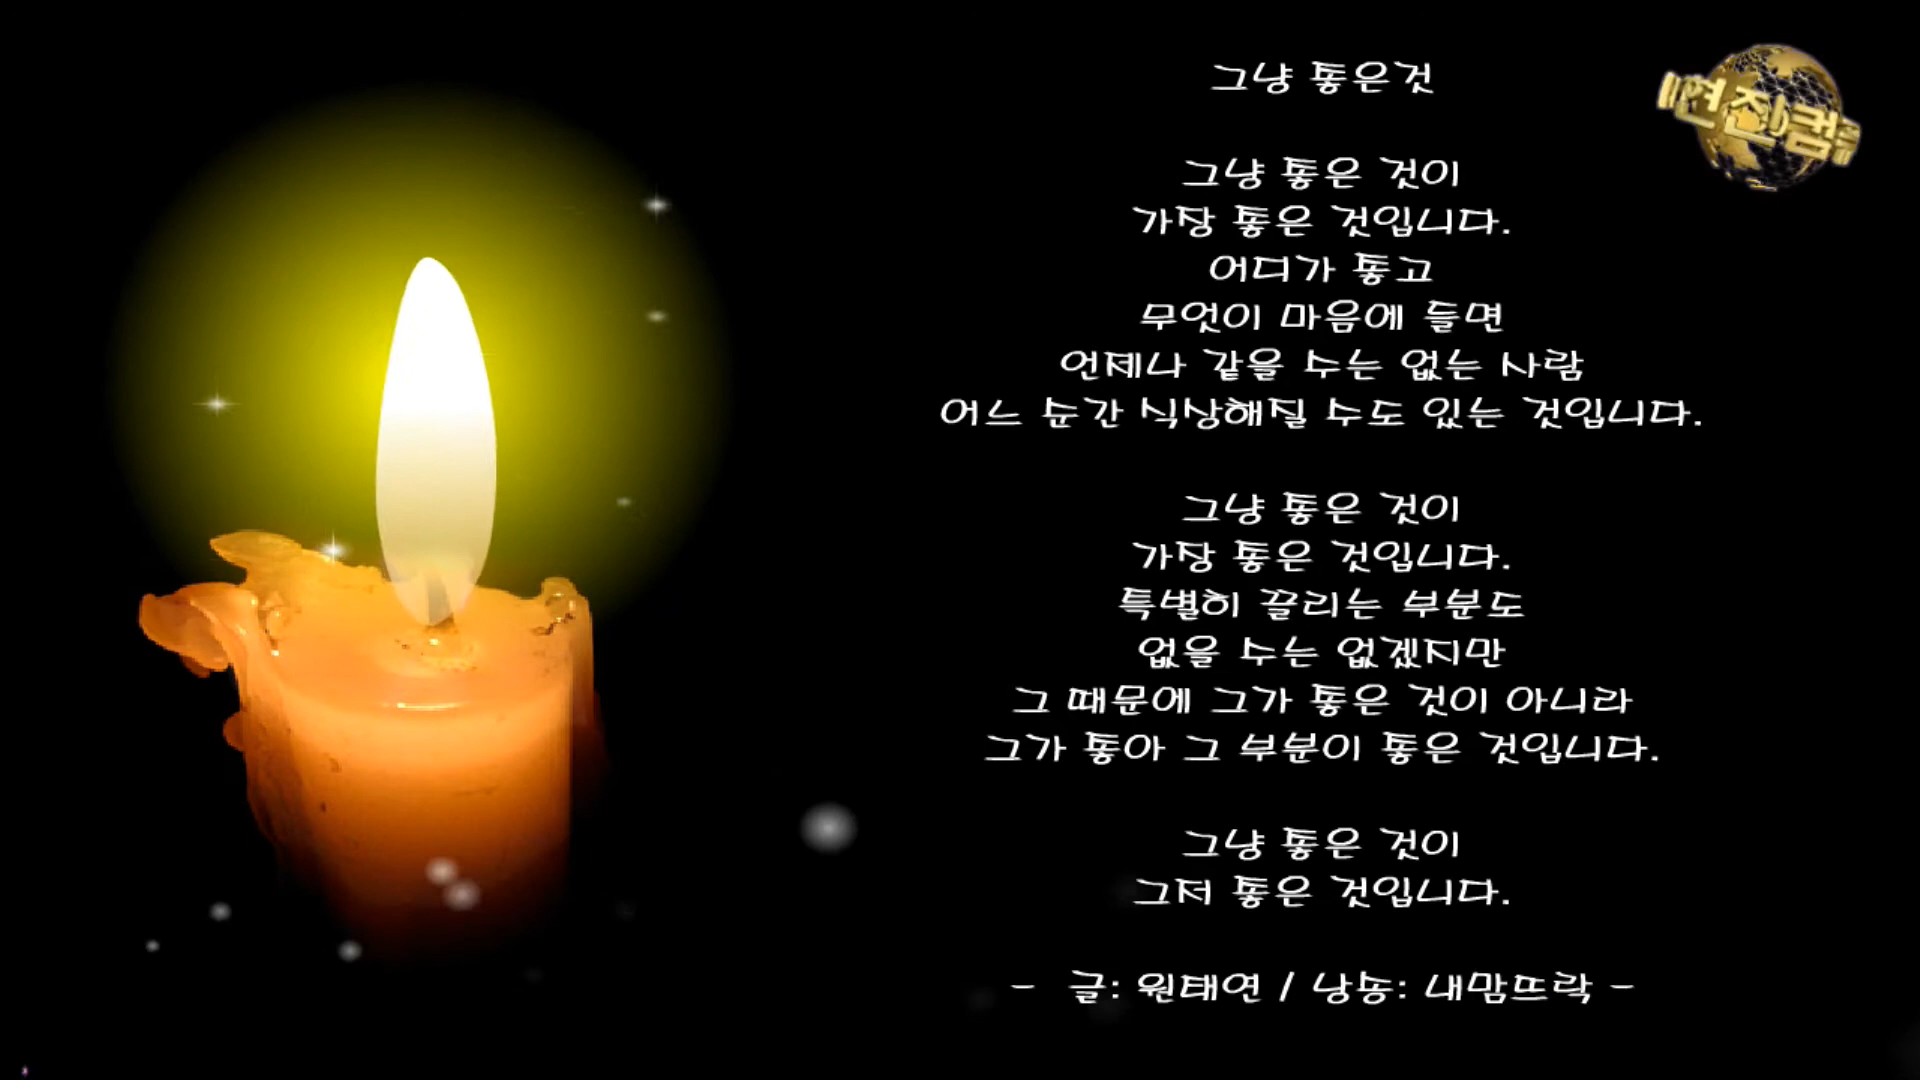 그냥 좋은것
그냥 좋은 것이
가장 좋은 것입니다.
어디가 좋고
무엇이 마음에 들면
언제나 같을 수는 없는 사람
어느 순간 식상해질 수도 있는 것입니다.
그냥 좋은 것이
가장 좋은 것입니다.
특별히 끌리는 부분도
없을 수는 없겠지만
그 때문에 그가 좋은 것이 아니라
그가 좋아 그 부분이 좋은 것입니다.
그냥 좋은 것이
그저 좋은 것입니다.
- 글: 원태연 / 낭송: 내맘뜨락 -